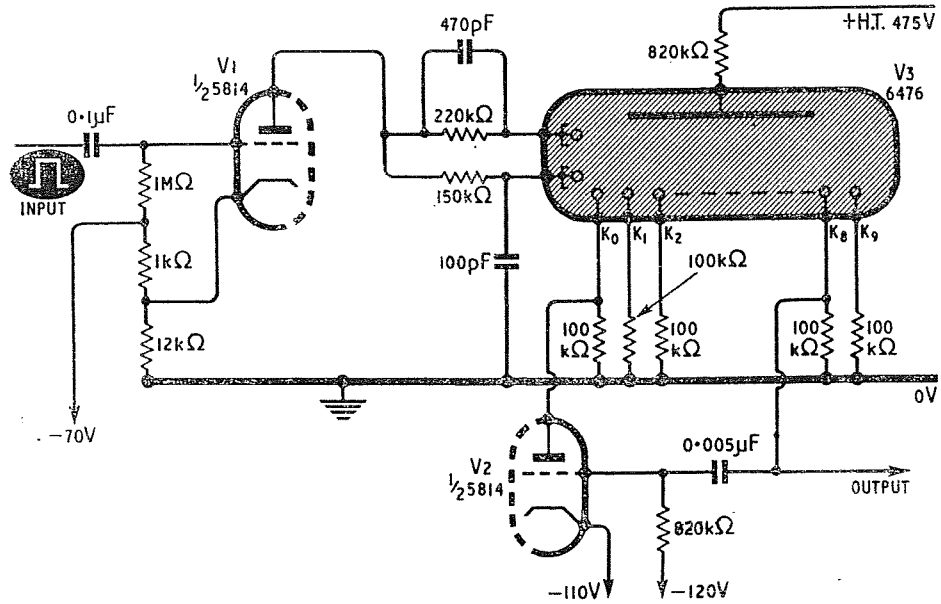 470pF
+H.T. 475V
820kΩ
V1
½5814
V3
6476
0·1µF
220kΩ
1MΩ
150kΩ
INPUT
K0
K1
K2
K8
K9
1kΩ
100pF
100kΩ
12kΩ
100
kΩ
100
kΩ
100
kΩ
100
kΩ
0V
-70V
V2
½5814
0·005µF
OUTPUT
820kΩ
-110V
-120V